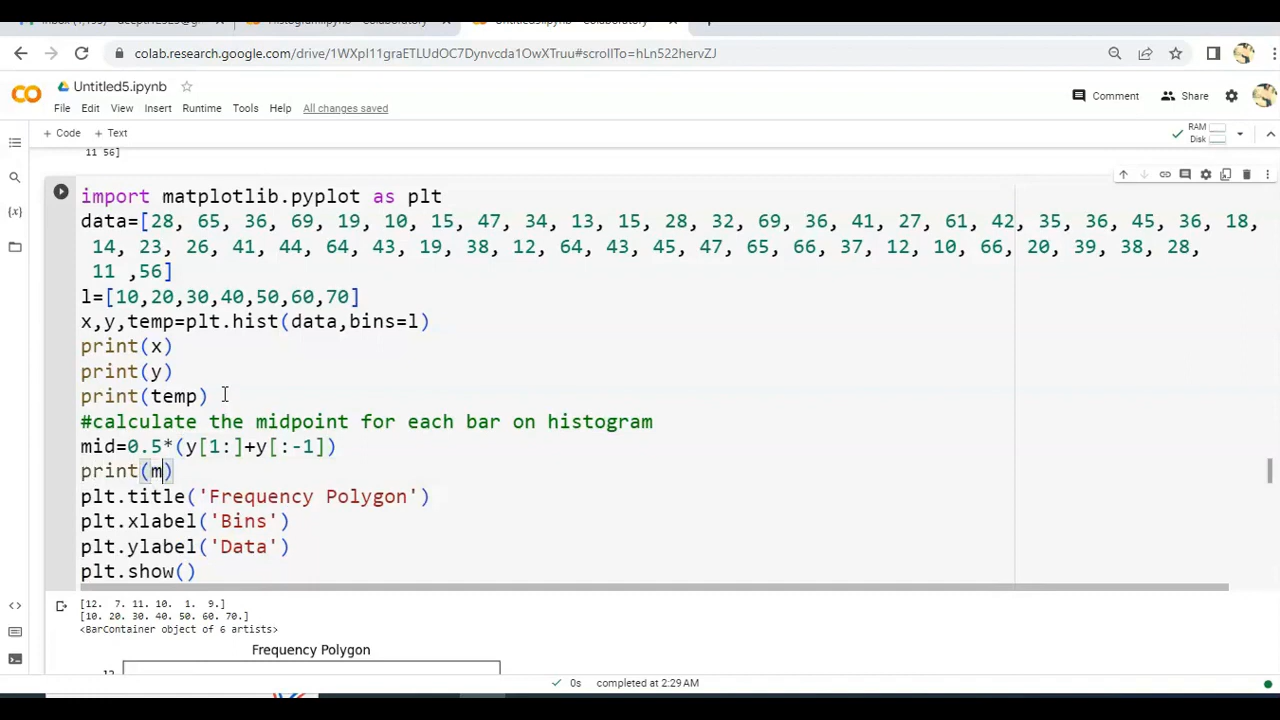 colab.research.google.com/drive/1WXpI11graETLUdOC7Dynvcda1OwXTruu#scrollTo=hLn522hervZJ
Untitled5.ipynb
File Edit View Insert Runtime Tools Help All changes saved
Comment Share
+ Code + Text
RAM
Disk
11 56]
import matplotlib.pyplot as plt
data=[28, 65, 36, 69, 19, 10, 15, 47, 34, 13, 15, 28, 32, 69, 36, 41, 27, 61, 42, 35, 36, 45, 36, 18,
14, 23, 26, 41, 44, 64, 43, 19, 38, 12, 64, 43, 45, 47, 65, 66, 37, 12, 10, 66, 20, 39, 38, 28,
11 ,56]
l=[10,20,30,40,50,60,70]
x,y,temp=plt.hist(data,bins=l)
print(x)
print(y)
print(temp)
#calculate the midpoint for each bar on histogram
mid=0.5*(y[1:]+y[:-1])
print(m)
plt.title('Frequency Polygon')
plt.xlabel('Bins')
plt.ylabel('Data')
plt.show()
[12. 7. 11. 10. 1. 9.]
[10. 20. 30. 40. 50. 60. 70.]
<BarContainer object of 6 artists>
Frequency Polygon
0s completed at 2:29 AM